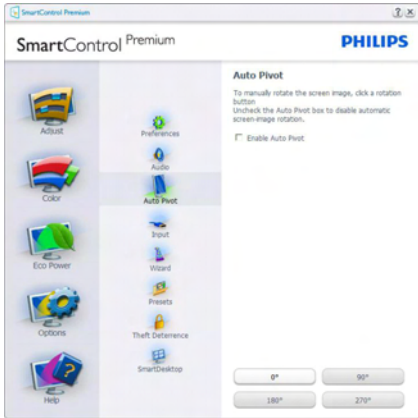 SmartControl Premium
SmartControl Premium
PHILIPS
Adjust
Color
Eco Power
Options
Help
Preferences
Audio
Auto Pivot
Input
Wizard
Presets
Theft Deterrence
SmartDesktop
Auto Pivot
To manually rotate the screen image, click a rotation
button
Uncheck the Auto Pivot box to disable automatic
screen-image rotation.
Enable Auto Pivot
0°
90°
180°
270°